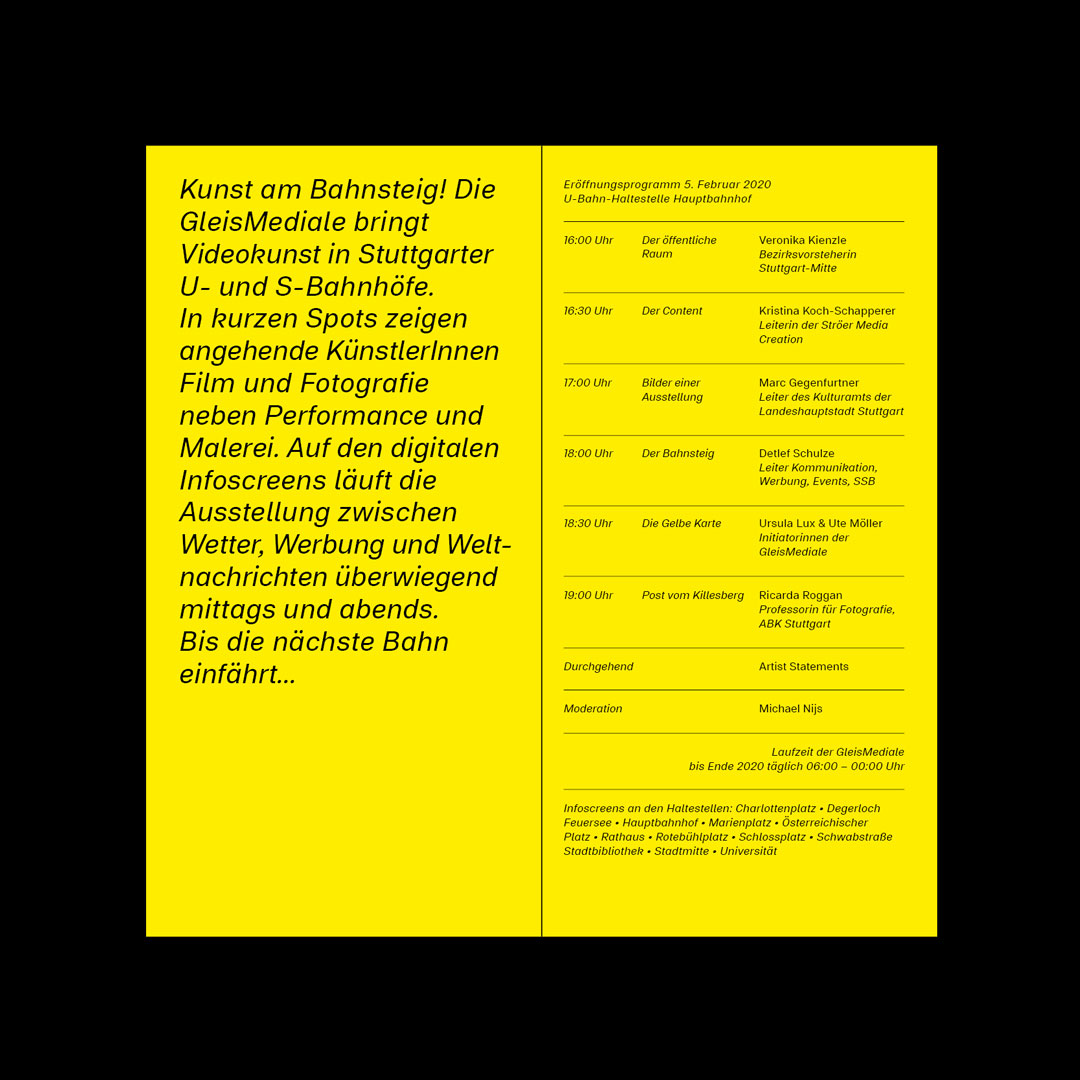 Kunst am Bahnsteig! Die
GleisMediale bringt
Videokunst in Stuttgarter
U- und S-Bahnhöfe.
In kurzen Spots zeigen
angehende KünstlerInnen
Film und Fotografie
neben Performance und
Malerei. Auf den digitalen
Infoscreens läuft die
Ausstellung zwischen
Wetter, Werbung und Welt-
nachrichten überwiegend
mittags und abends.
Bis die nächste Bahn
einfährt...
Eröffnungsprogramm 5. Februar 2020
U-Bahn-Haltestelle Hauptbahnhof
16:00 Uhr Der öffentliche Veronika Kienzle
Raum Bezirksvorsteherin
Stuttgart-Mitte
16:30 Uhr Der Content Kristina Koch-Schapperer
Leiterin der Ströer Media
Creation
17:00 Uhr Bilder einer Marc Gegenfurtner
Ausstellung Leiter des Kulturamts der
Landeshauptstadt Stuttgart
18:00 Uhr Der Bahnsteig Detlef Schulze
Leiter Kommunikation,
Werbung, Events, SSB
18:30 Uhr Die Gelbe Karte Ursula Lux & Ute Möller
Initiatorinnen der
GleisMediale
19:00 Uhr Post vom Killesberg Ricarda Roggan
Professorin für Fotografie,
ABK Stuttgart
Durchgehend Artist Statements
Moderation Michael Nijs
Laufzeit der GleisMediale
bis Ende 2020 täglich 06:00 – 00:00 Uhr
Infoscreens an den Haltestellen: Charlottenplatz • Degerloch
Feuersee • Hauptbahnhof • Marienplatz • Österreichischer
Platz • Rathaus • Rotebühlplatz • Schlossplatz • Schwabstraße
Stadtbibliothek • Stadtmitte • Universität